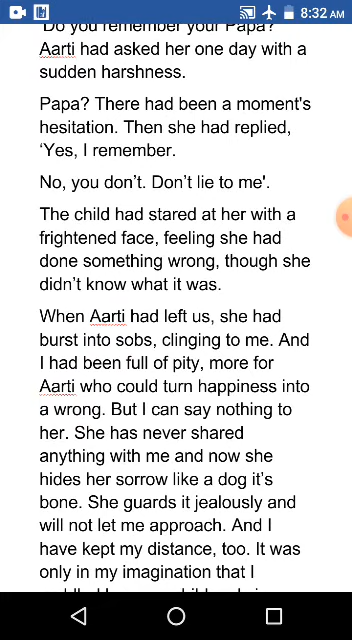 8:32 AM
'Do you remember your Papa?
Aarti had asked her one day with a
sudden harshness.
Papa? There had been a moment's
hesitation. Then she had replied,
‘Yes, I remember.
No, you don’t. Don’t lie to me'.
The child had stared at her with a
frightened face, feeling she had
done something wrong, though she
didn’t know what it was.
When Aarti had left us, she had
burst into sobs, clinging to me. And
I had been full of pity, more for
Aarti who could turn happiness into
a wrong. But I can say nothing to
her. She has never shared
anything with me and now she
hides her sorrow like a dog it’s
bone. She guards it jealously and
will not let me approach. And I
have kept my distance, too. It was
only in my imagination that I